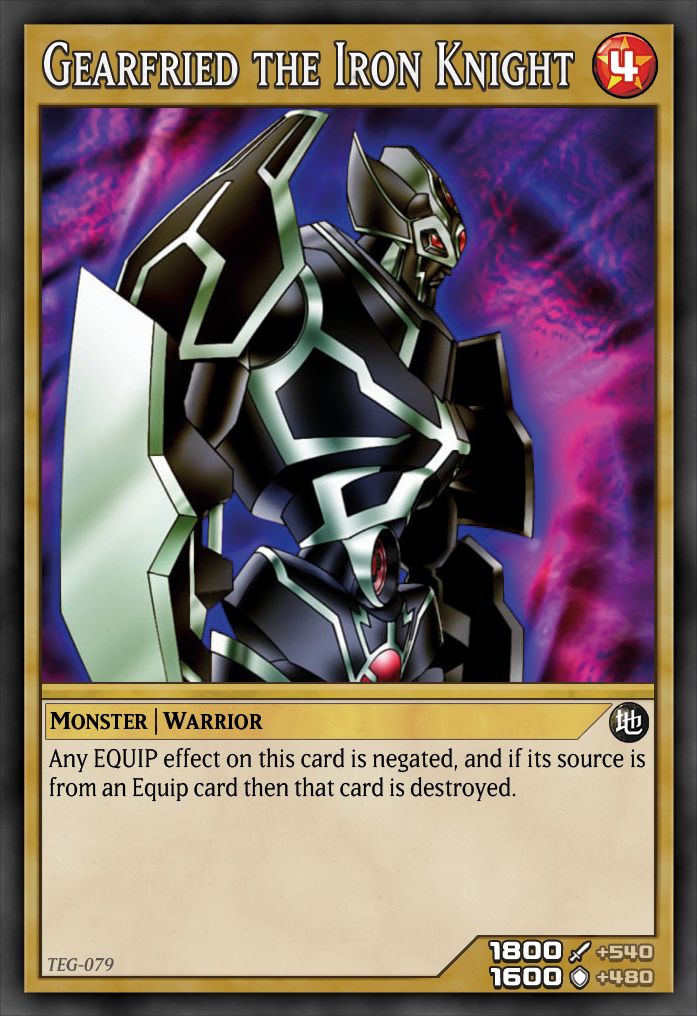 Gearfried the Iron Knight 4
Monster | Warrior
Any EQUIP effect on this card is negated, and if its source is
from an Equip card then that card is destroyed.
1800 +540
TEG-079 1600 +480